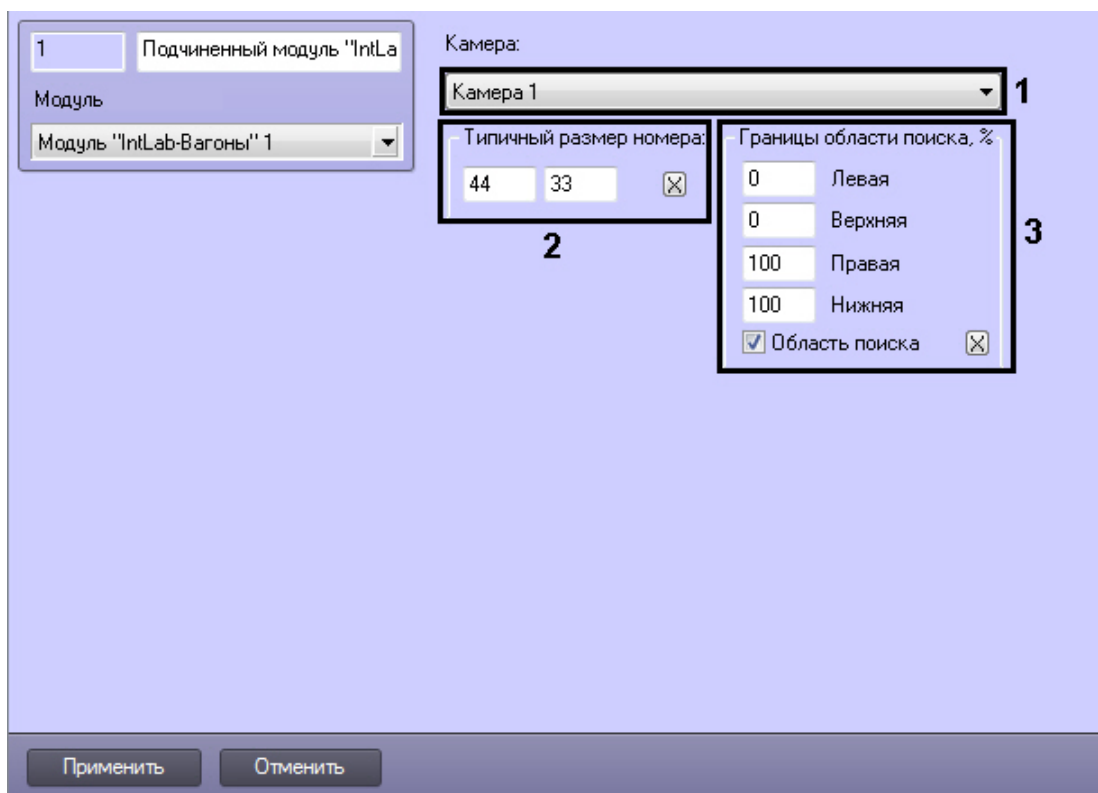 1
Подчиненный модуль "IntLa
Модуль
Модуль "IntLab-Вагоны" 1
Камера:
Камера 1
1
Типичный размер номера:
44 33
2
Границы области поиска, %
0 Левая
0 Верхняя
100 Правая
100 Нижняя
Область поиска
3
Применить Отменить